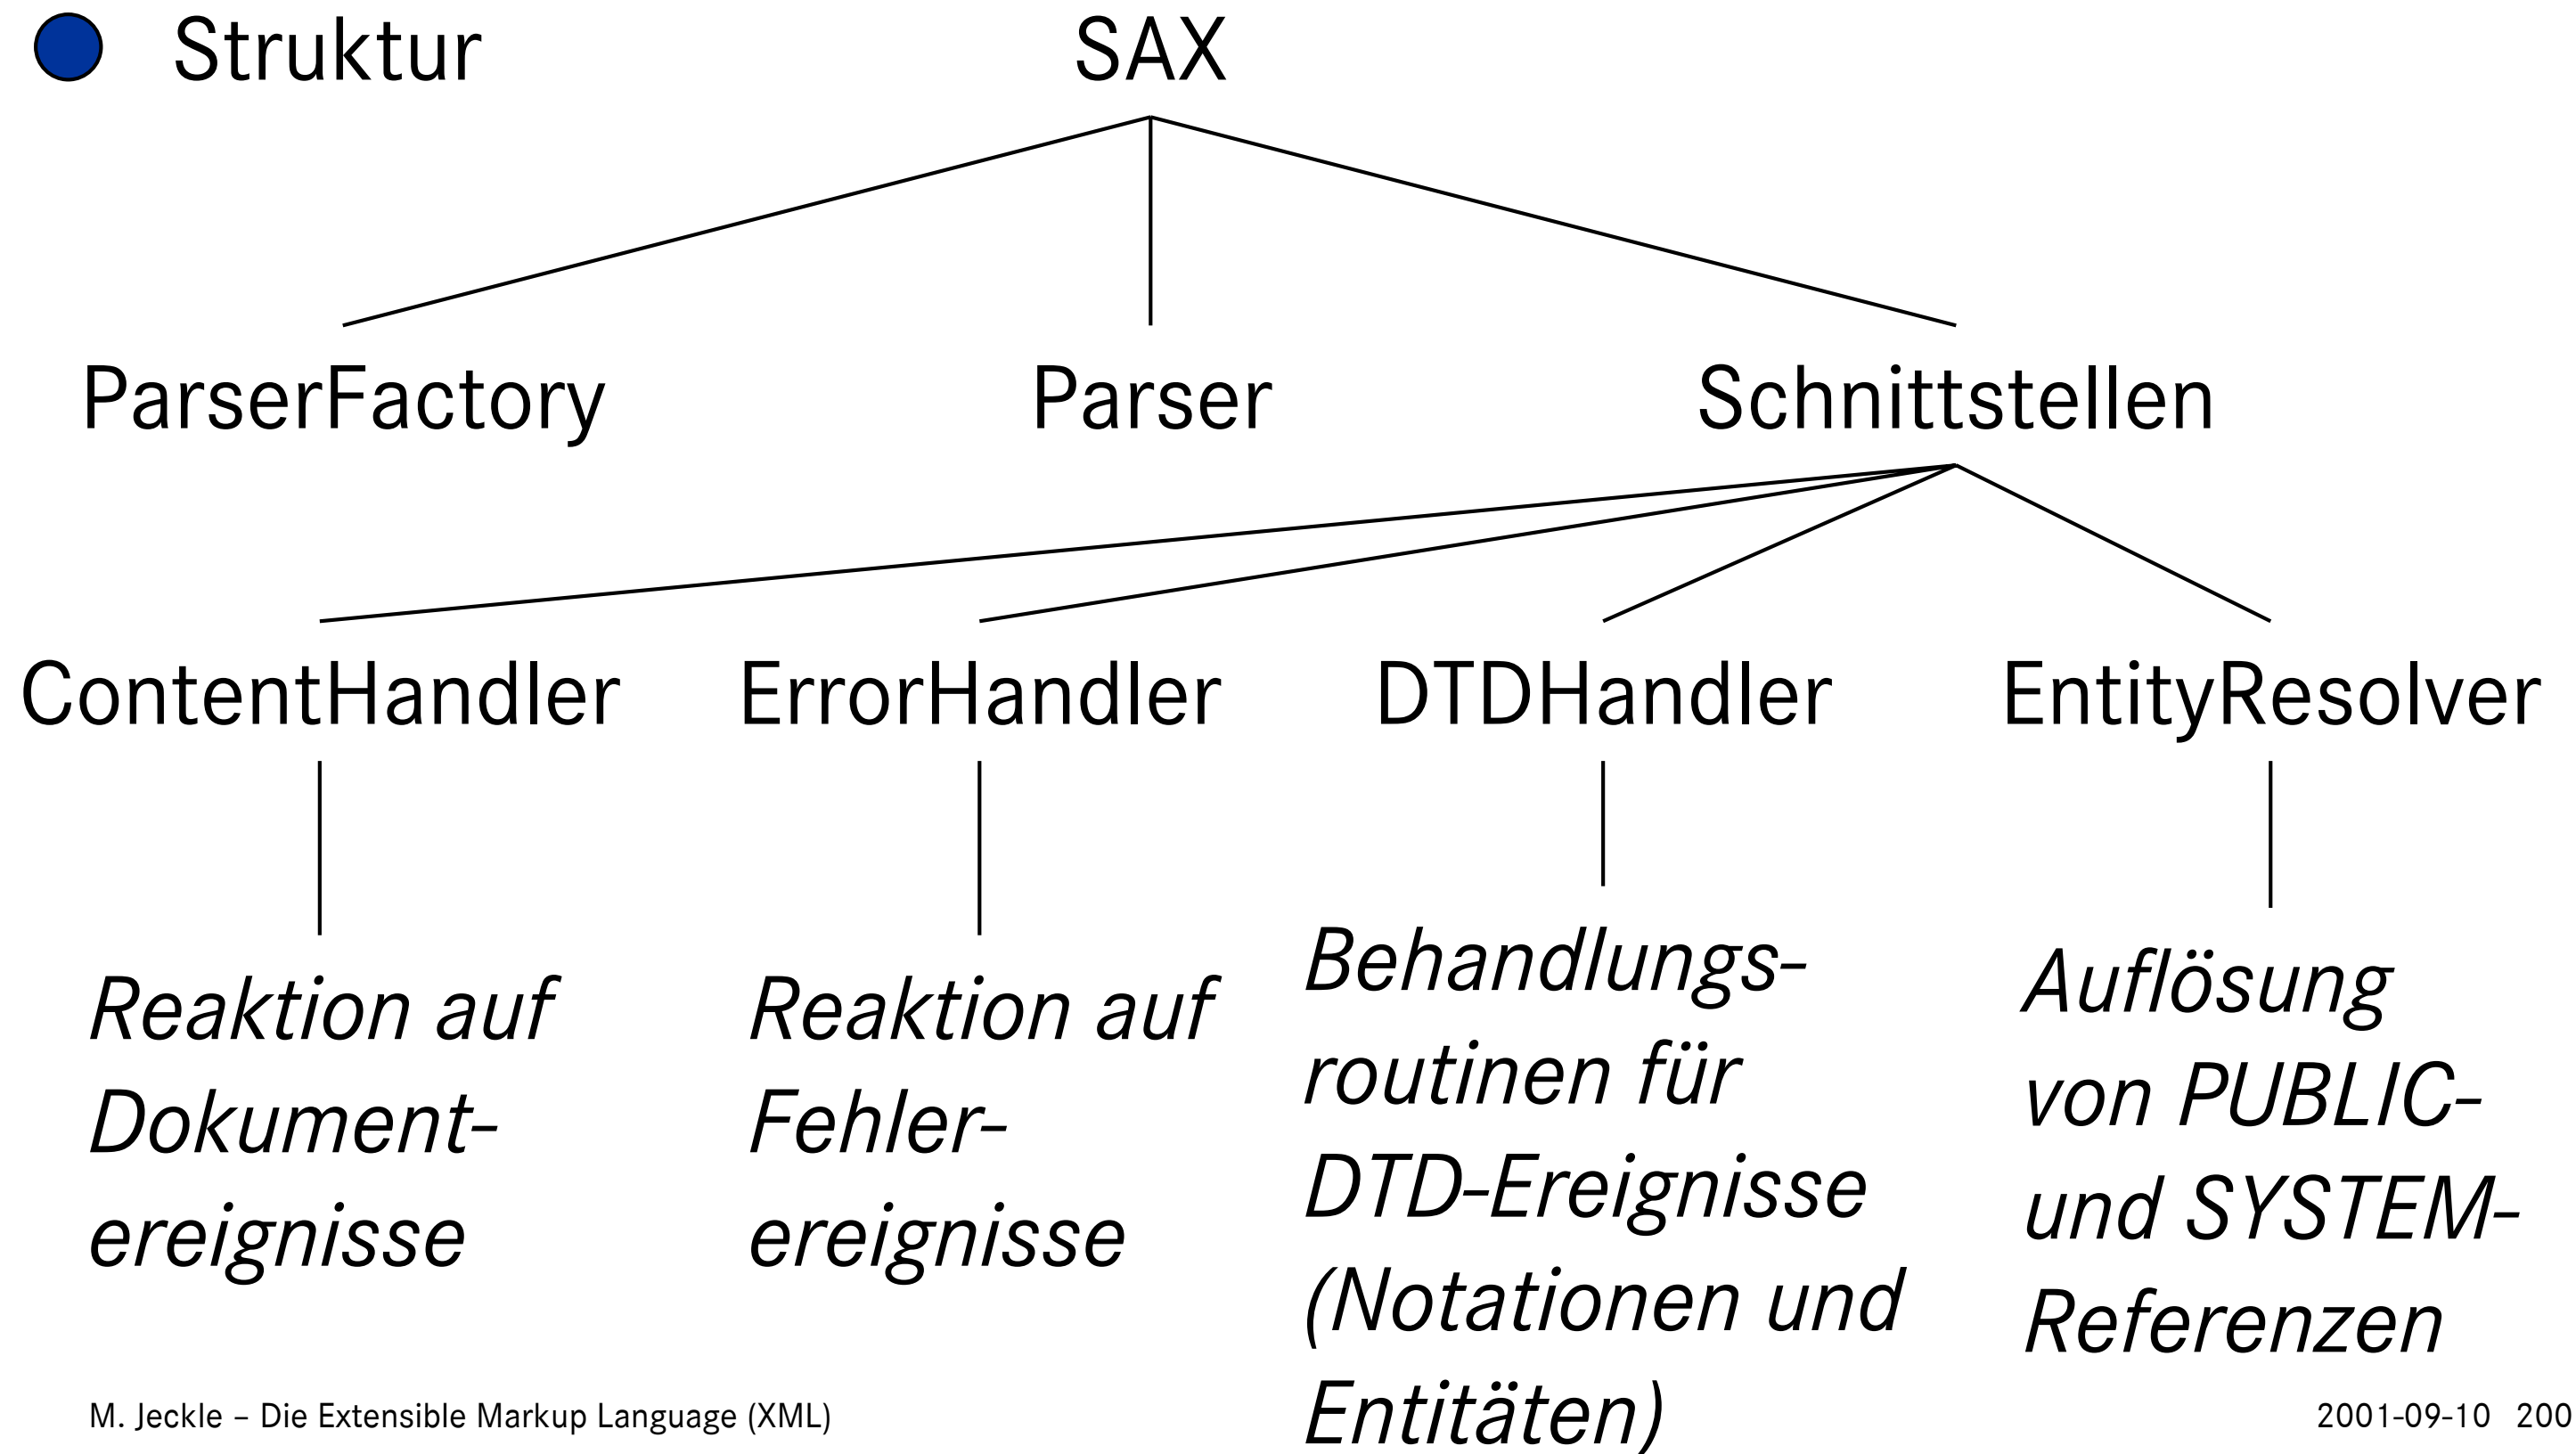 Struktur
SAX
ParserFactory
Parser
Schnittstellen
ContentHandler
ErrorHandler
DTDHandler
EntityResolver
Reaktion auf
Dokument-
ereignisse
Reaktion auf
Fehler-
ereignisse
Behandlungs-
routinen für
DTD-Ereignisse
(Notationen und
Entitäten)
Auflösung
von PUBLIC-
und SYSTEM-
Referenzen
M. Jeckle – Die Extensible Markup Language (XML)
2001-09-10 200